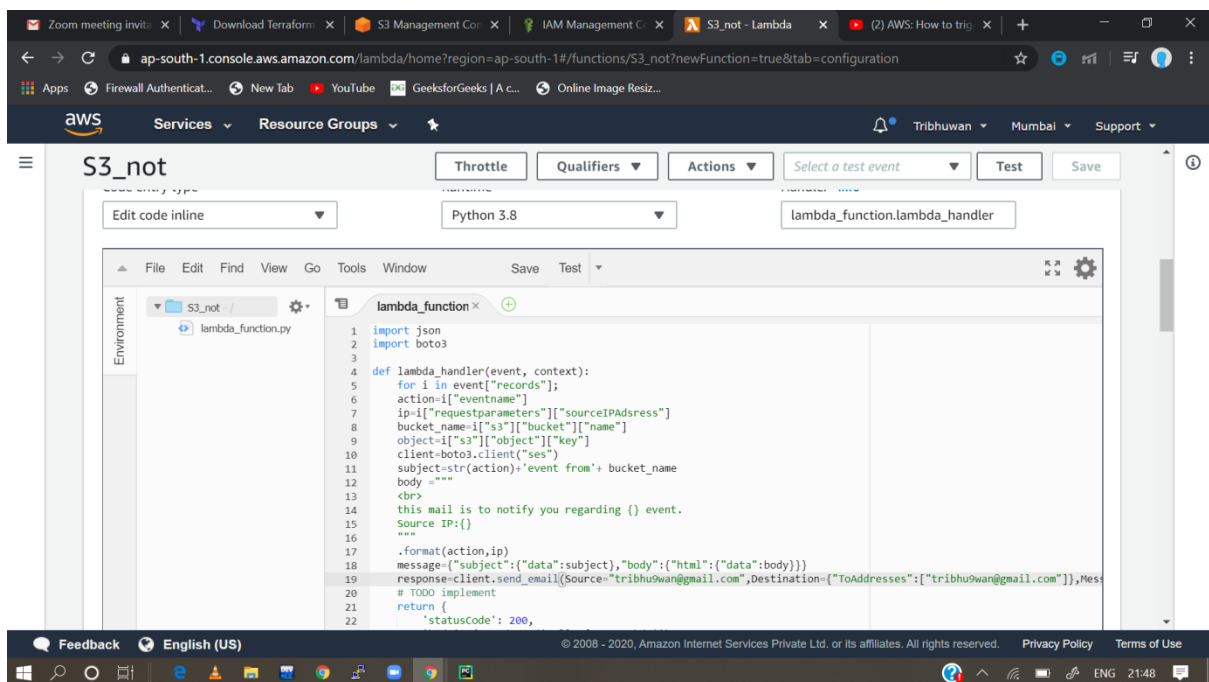 Zoom meeting invita
Download Terraform
S3 Management Con
IAM Management Co
S3_not - Lambda
(2) AWS: How to trig
ap-south-1.console.aws.amazon.com/lambda/home?region=ap-south-1#/functions/S3_not?newFunction=true&tab=configuration
Apps Firewall Authenticat... New Tab YouTube GeeksforGeeks | A c... Online Image Resiz...
aws Services Resource Groups Tribhuwan Mumbai Support
S3_not Throttle Qualifiers Actions Select a test event Test Save
Code entry type Runtime Handler Info
Edit code inline Python 3.8 lambda_function.lambda_handler
File Edit Find View Go Tools Window Save Test
Environment
S3_not - /
lambda_function.py
lambda_function
1 import json
2 import boto3
3
4 def lambda_handler(event, context):
5 for i in event["records"];
6 action=i["eventname"]
7 ip=i["requestparameters"]["sourceIPAdsress"]
8 bucket_name=i["s3"]["bucket"]["name"]
9 object=i["s3"]["object"]["key"]
10 client=boto3.client("ses")
11 subject=str(action)+'event from'+ bucket_name
12 body ="""
13 <br>
14 this mail is to notify you regarding {} event.
15 Source IP:{}
16 """
17 .format(action,ip)
18 message={"subject":{"data":subject},"body":{"html":{"data":body}}}
19 response=client.send_email(Source="tribhu9wan@gmail.com",Destination={"ToAddresses":["tribhu9wan@gmail.com"]},Mess
20 # TODO implement
21 return {
22 'statusCode': 200,
Feedback English (US) © 2008 - 2020, Amazon Internet Services Private Ltd. or its affiliates. All rights reserved. Privacy Policy Terms of Use
ENG 21:48